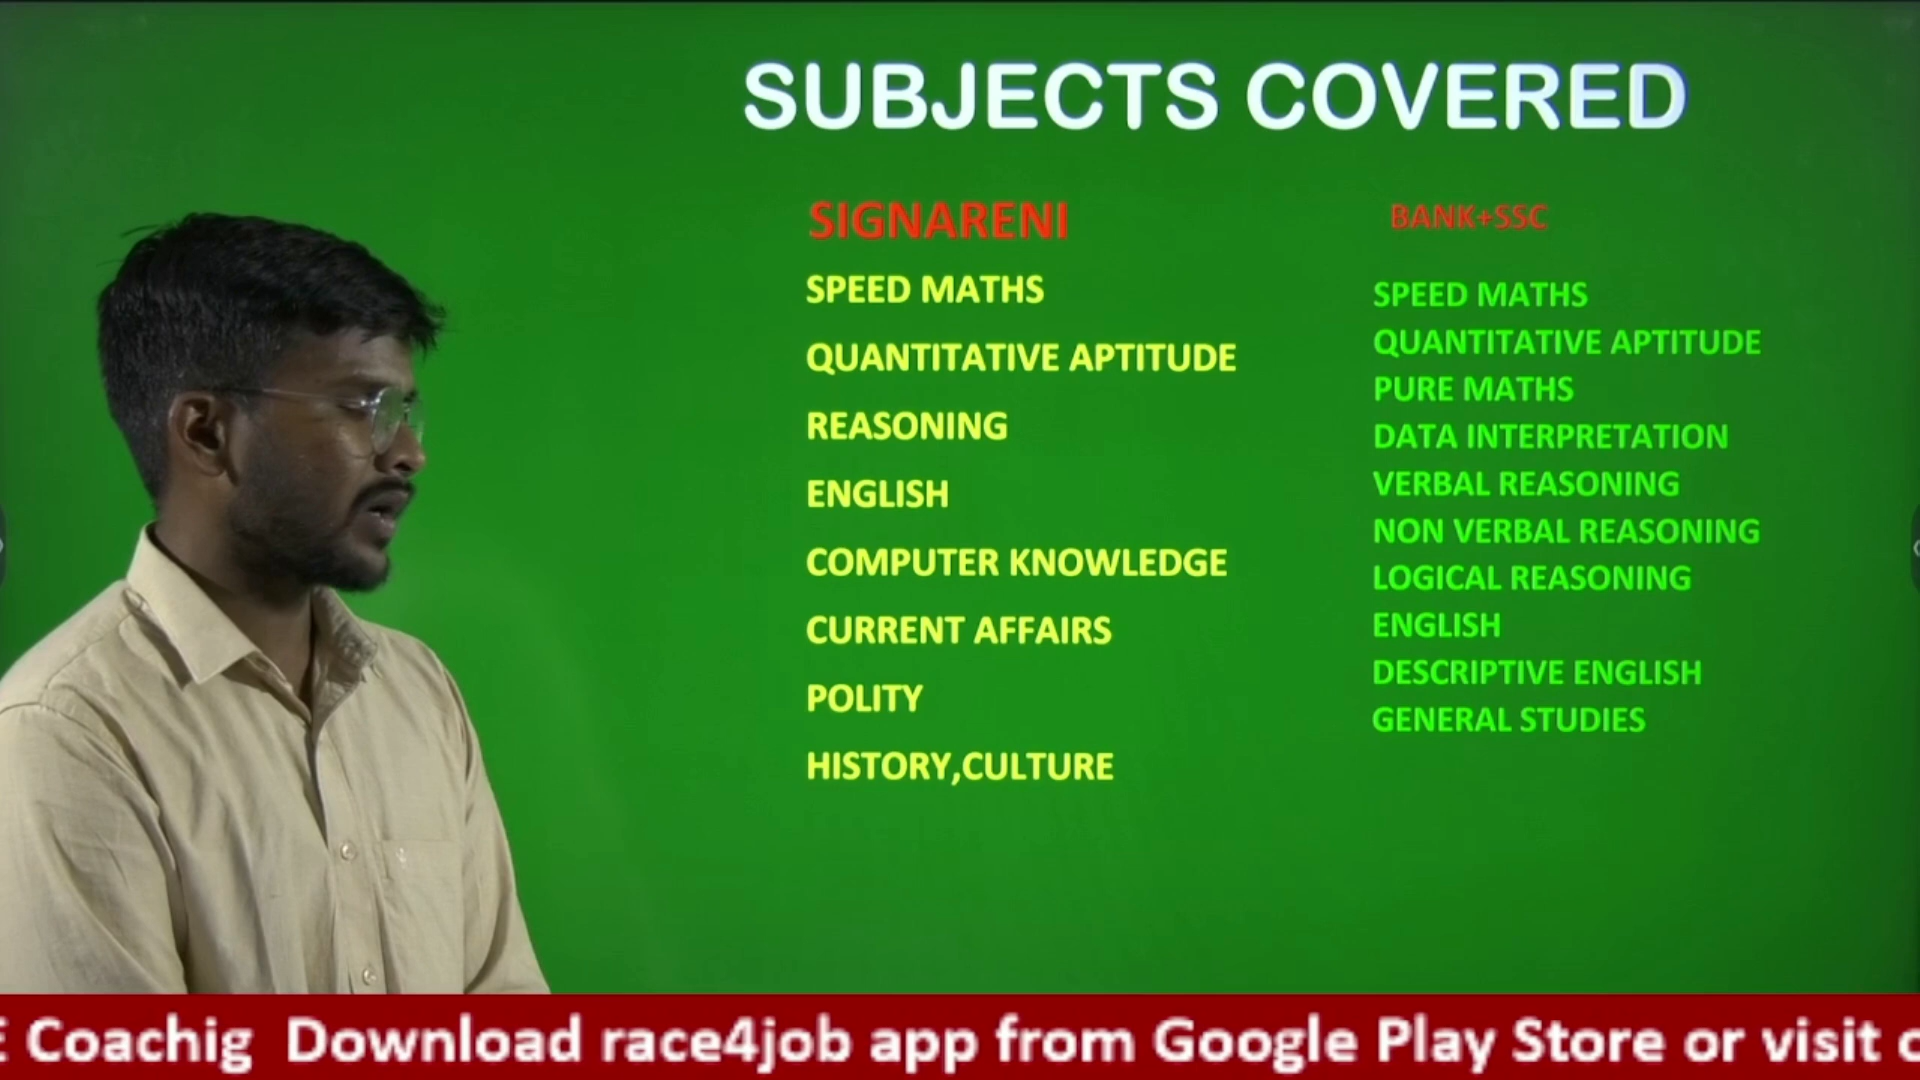 SUBJECTS COVERED
SIGNARENI
SPEED MATHS
QUANTITATIVE APTITUDE
REASONING
ENGLISH
COMPUTER KNOWLEDGE
CURRENT AFFAIRS
POLITY
HISTORY,CULTURE
BANK+SSC
SPEED MATHS
QUANTITATIVE APTITUDE
PURE MATHS
DATA INTERPRETATION
VERBAL REASONING
NON VERBAL REASONING
LOGICAL REASONING
ENGLISH
DESCRIPTIVE ENGLISH
GENERAL STUDIES
Coachig Download race4job app from Google Play Store or visit